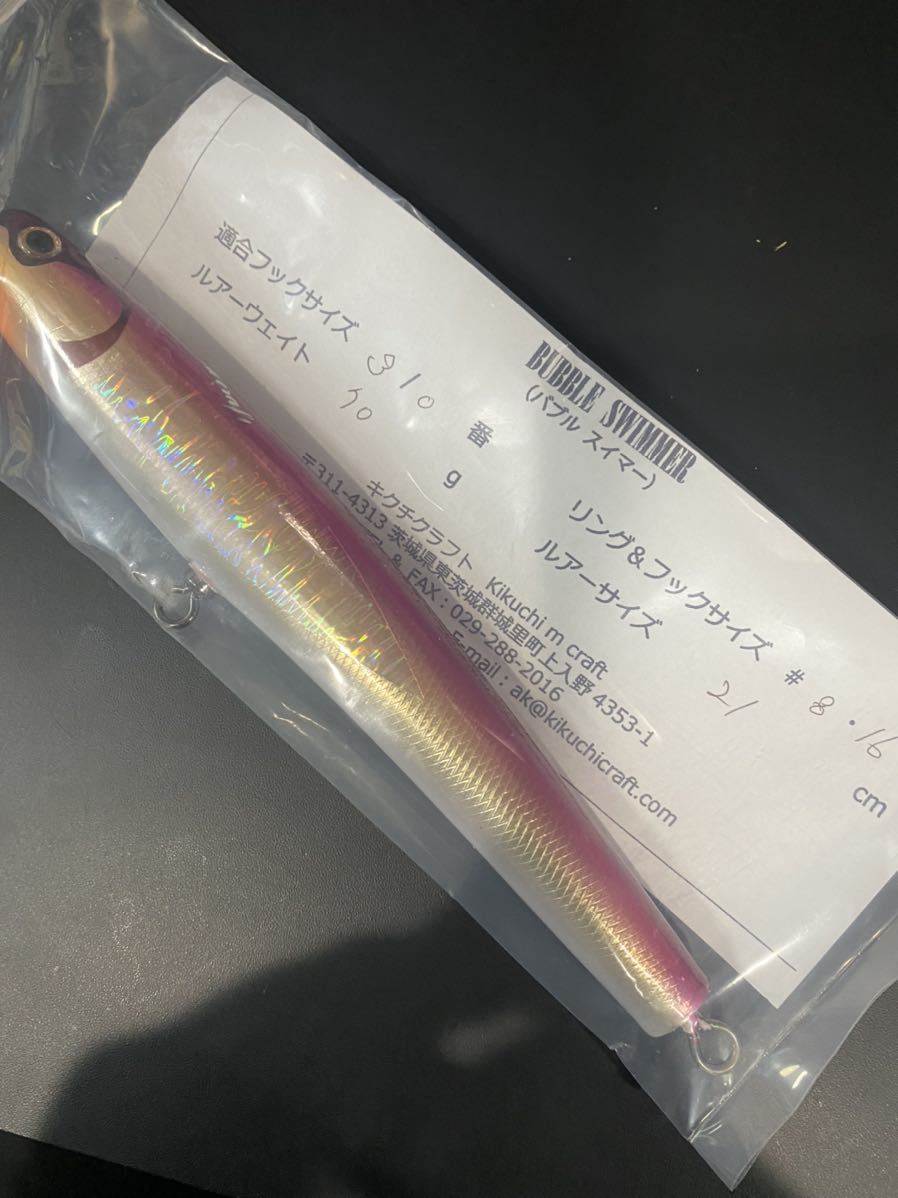 BUBBLE SWIMMER
(バブル スイマー)
適合フックサイズ 310 番
リング&フックサイズ # 8・16
ルアーウエイト 70 g
ルアーサイズ 21 cm
キクチクラフト Kikuchi m craft
〒311-4313 茨城県東茨城群城里町上入野 4353-1
& FAX : 029-288-2016
E-mail : ak@kikuchicraft.com